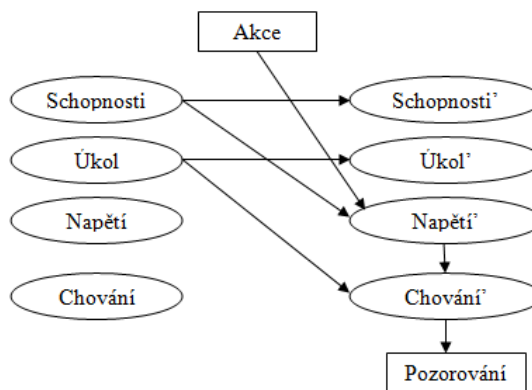 Akce
Schopnosti
Schopnosti’
Úkol
Úkol’
Napětí
Napětí’
Chování
Chování’
Pozorování